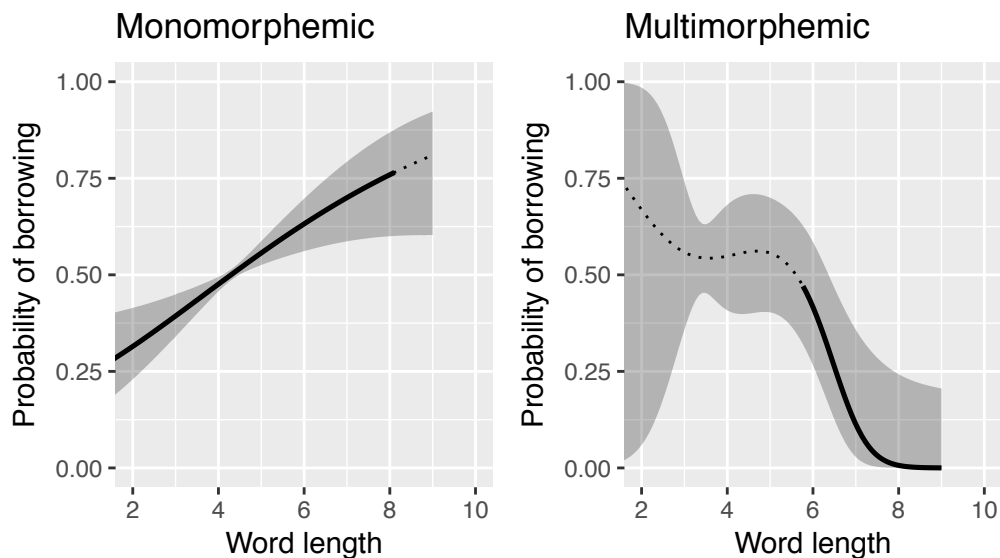 Monomorphemic
Probability of borrowing
1.00
0.75
0.50
0.25
0.00
2 4 6 8 10
Word length
Multimorphemic
Probability of borrowing
1.00
0.75
0.50
0.25
0.00
2 4 6 8 10
Word length